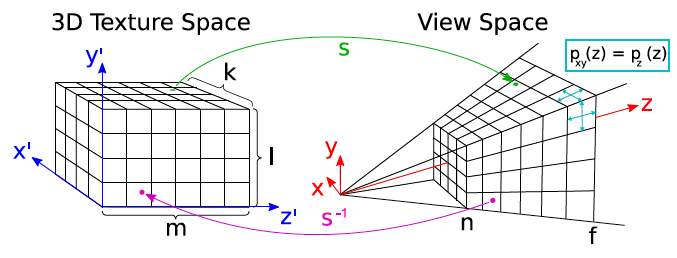 3D Texture Space
View Space
y'
k
s
p_xy(z) = p_z(z)
z
x'
l
y
x
z'
s⁻¹
m
n
f